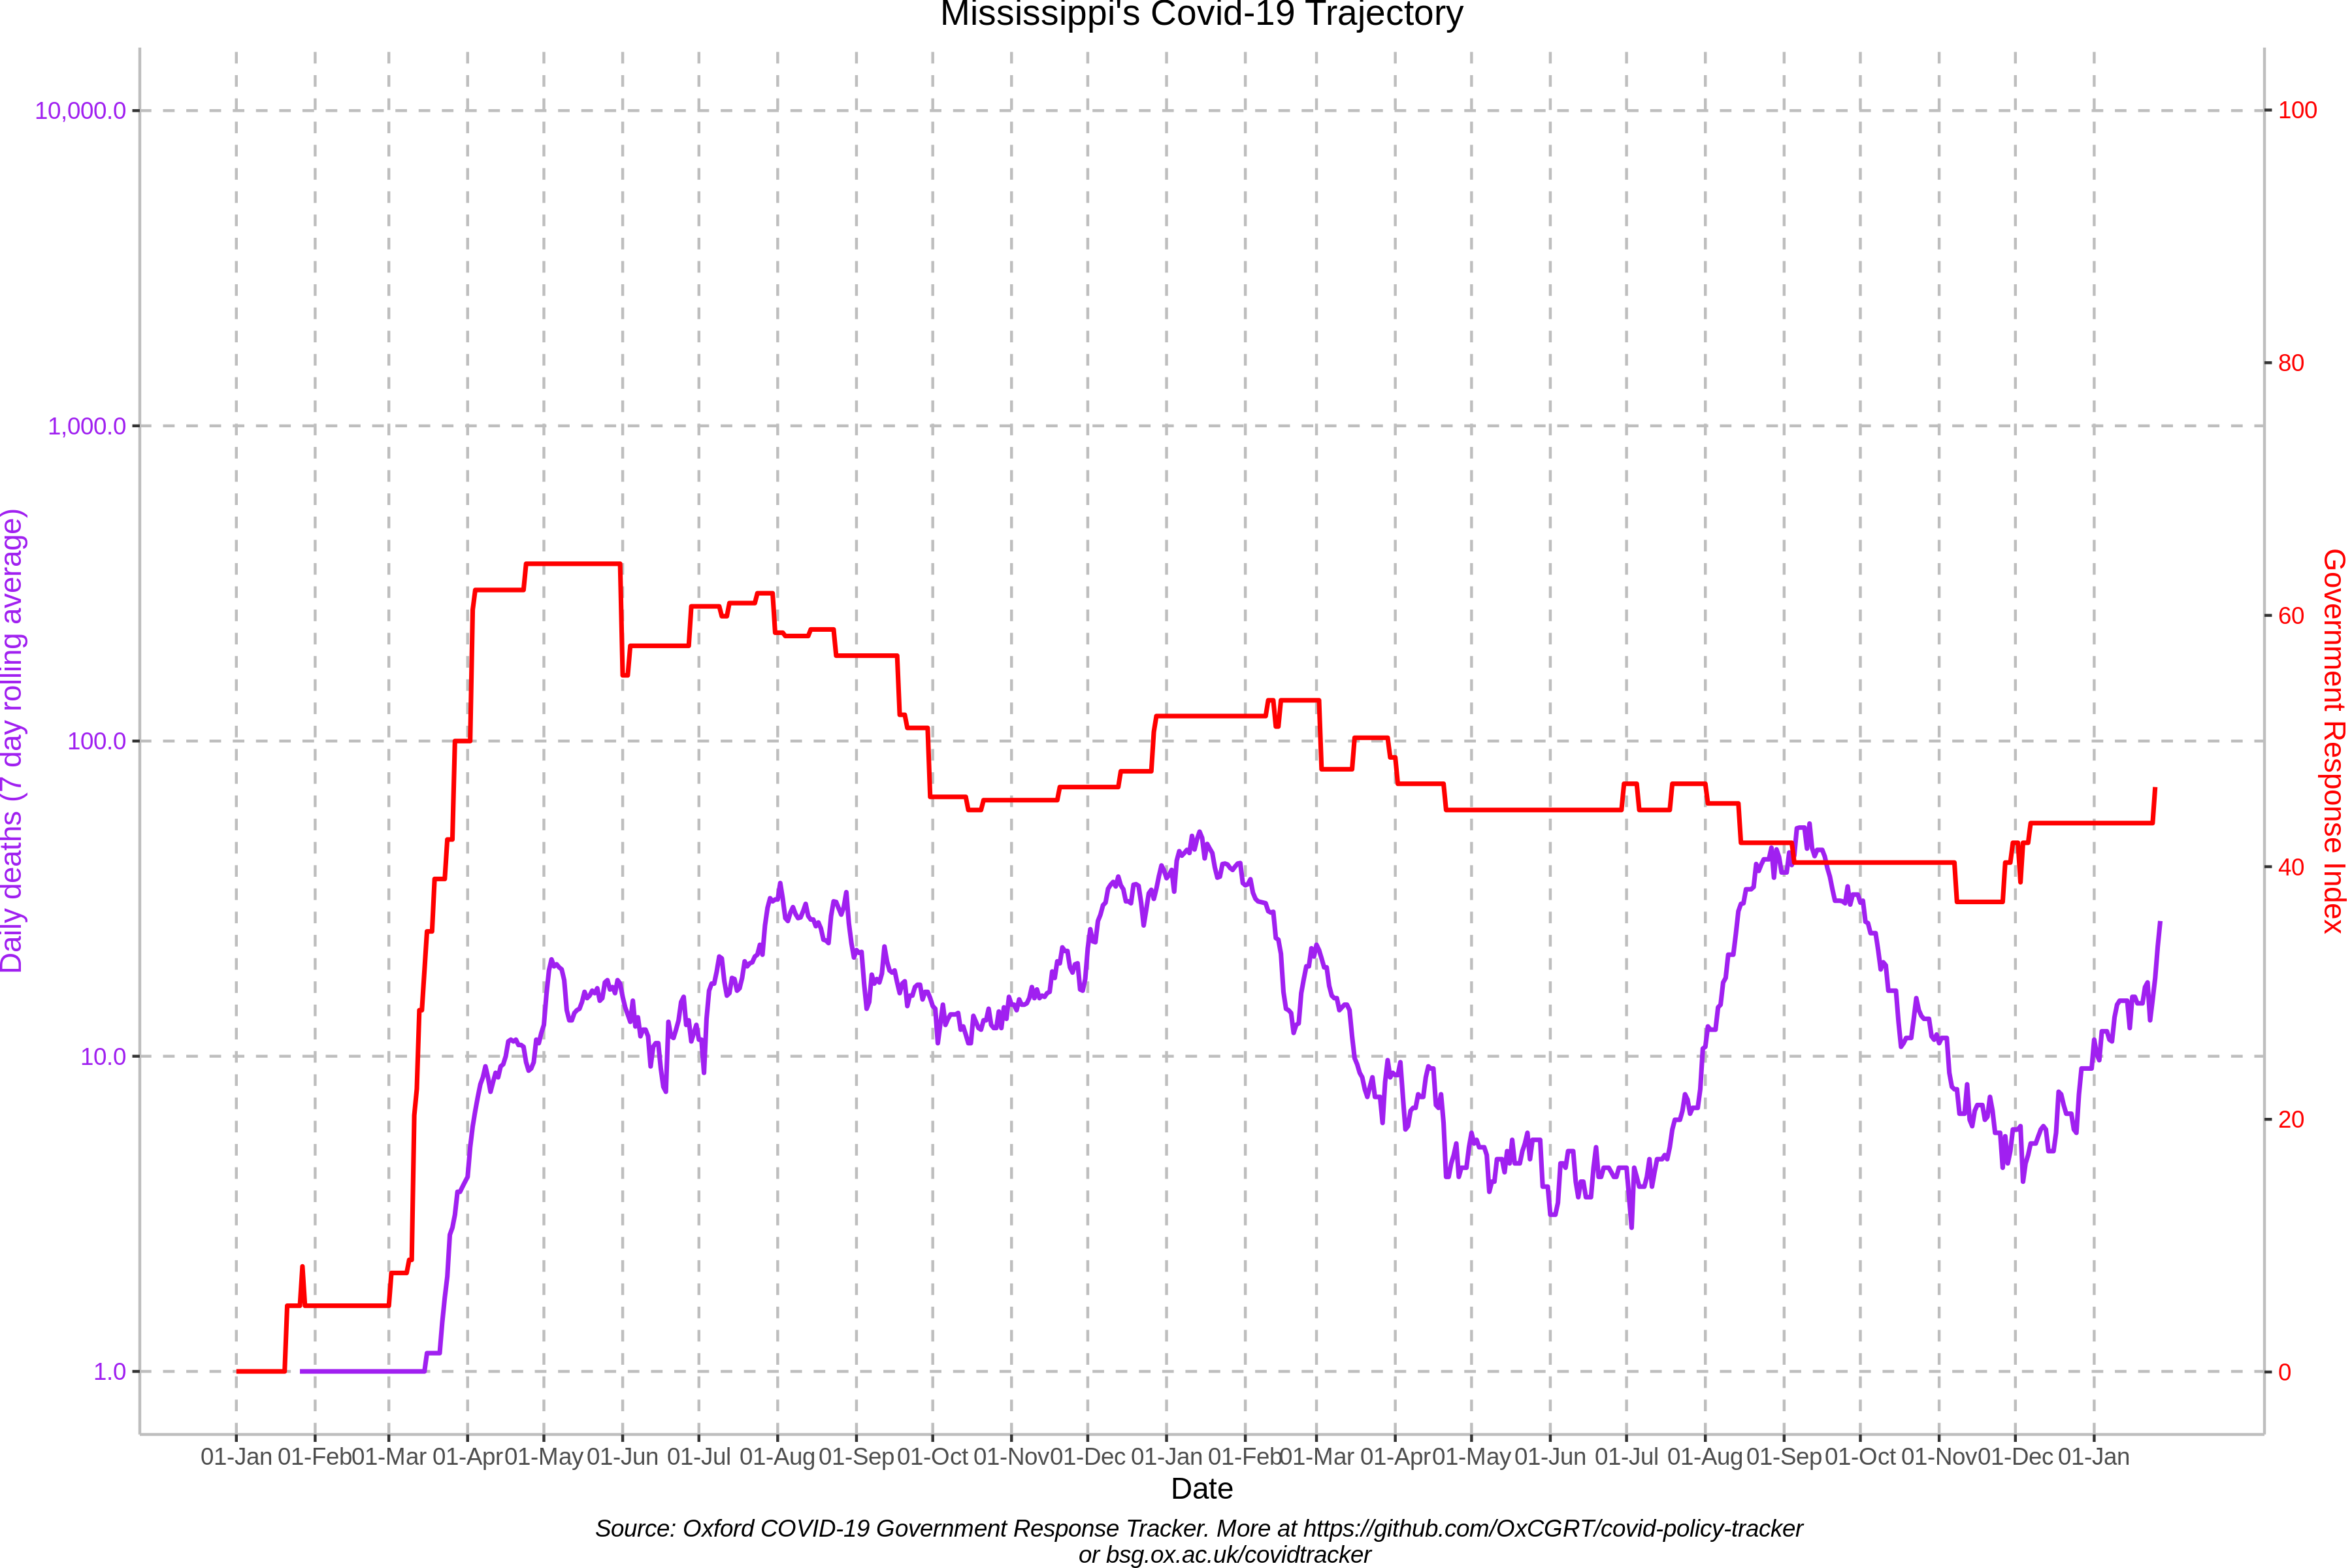 Mississippi's Covid-19 Trajectory
10,000.0
1,000.0
100.0
10.0
1.0
Daily deaths (7 day rolling average)
100
80
60
40
20
0
Government Response Index
01-Jan 01-Feb 01-Mar 01-Apr 01-May 01-Jun 01-Jul 01-Aug 01-Sep 01-Oct 01-Nov 01-Dec 01-Jan 01-Feb 01-Mar 01-Apr 01-May 01-Jun 01-Jul 01-Aug 01-Sep 01-Oct 01-Nov 01-Dec 01-Jan
Date
Source: Oxford COVID-19 Government Response Tracker. More at https://github.com/OxCGRT/covid-policy-tracker
or bsg.ox.ac.uk/covidtracker